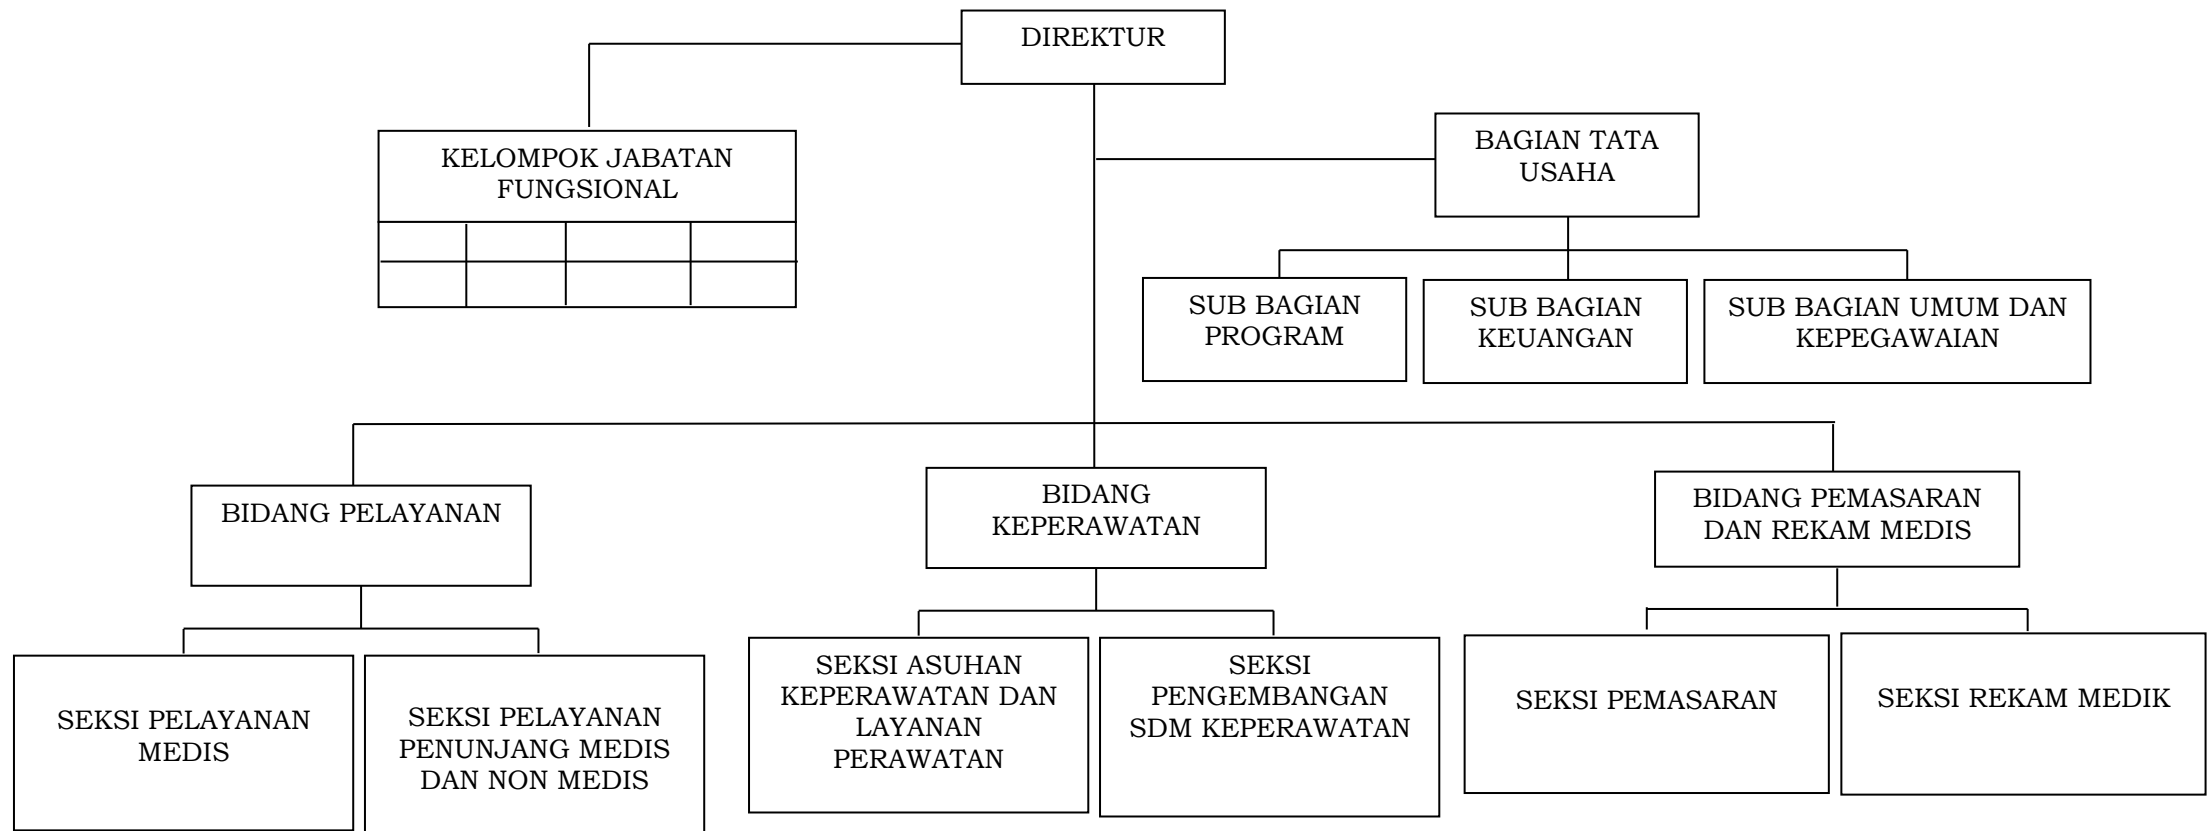 DIREKTUR
KELOMPOK JABATAN
FUNGSIONAL
BAGIAN TATA
USAHA
SUB BAGIAN
PROGRAM
SUB BAGIAN
KEUANGAN
SUB BAGIAN UMUM DAN
KEPEGAWAIAN
BIDANG PELAYANAN
BIDANG
KEPERAWATAN
BIDANG PEMASARAN
DAN REKAM MEDIS
SEKSI PELAYANAN
MEDIS
SEKSI PELAYANAN
PENUNJANG MEDIS
DAN NON MEDIS
SEKSI ASUHAN
KEPERAWATAN DAN
LAYANAN
PERAWATAN
SEKSI
PENGEMBANGAN
SDM KEPERAWATAN
SEKSI PEMASARAN
SEKSI REKAM MEDIK